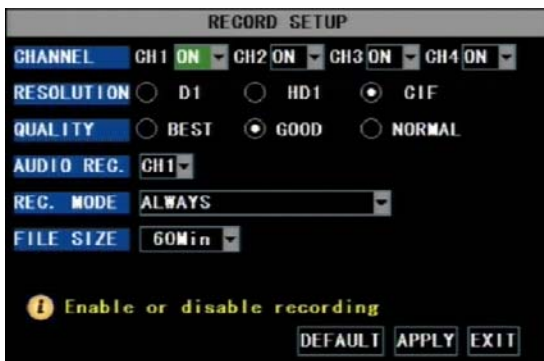 RECORD SETUP
CHANNEL CH1 ON CH2 ON CH3 ON CH4 ON
RESOLUTION D1 HD1 CIF
QUALITY BEST GOOD NORMAL
AUDIO REC. CH1
REC. MODE ALWAYS
FILE SIZE 60Min
i Enable or disable recording
DEFAULT APPLY EXIT